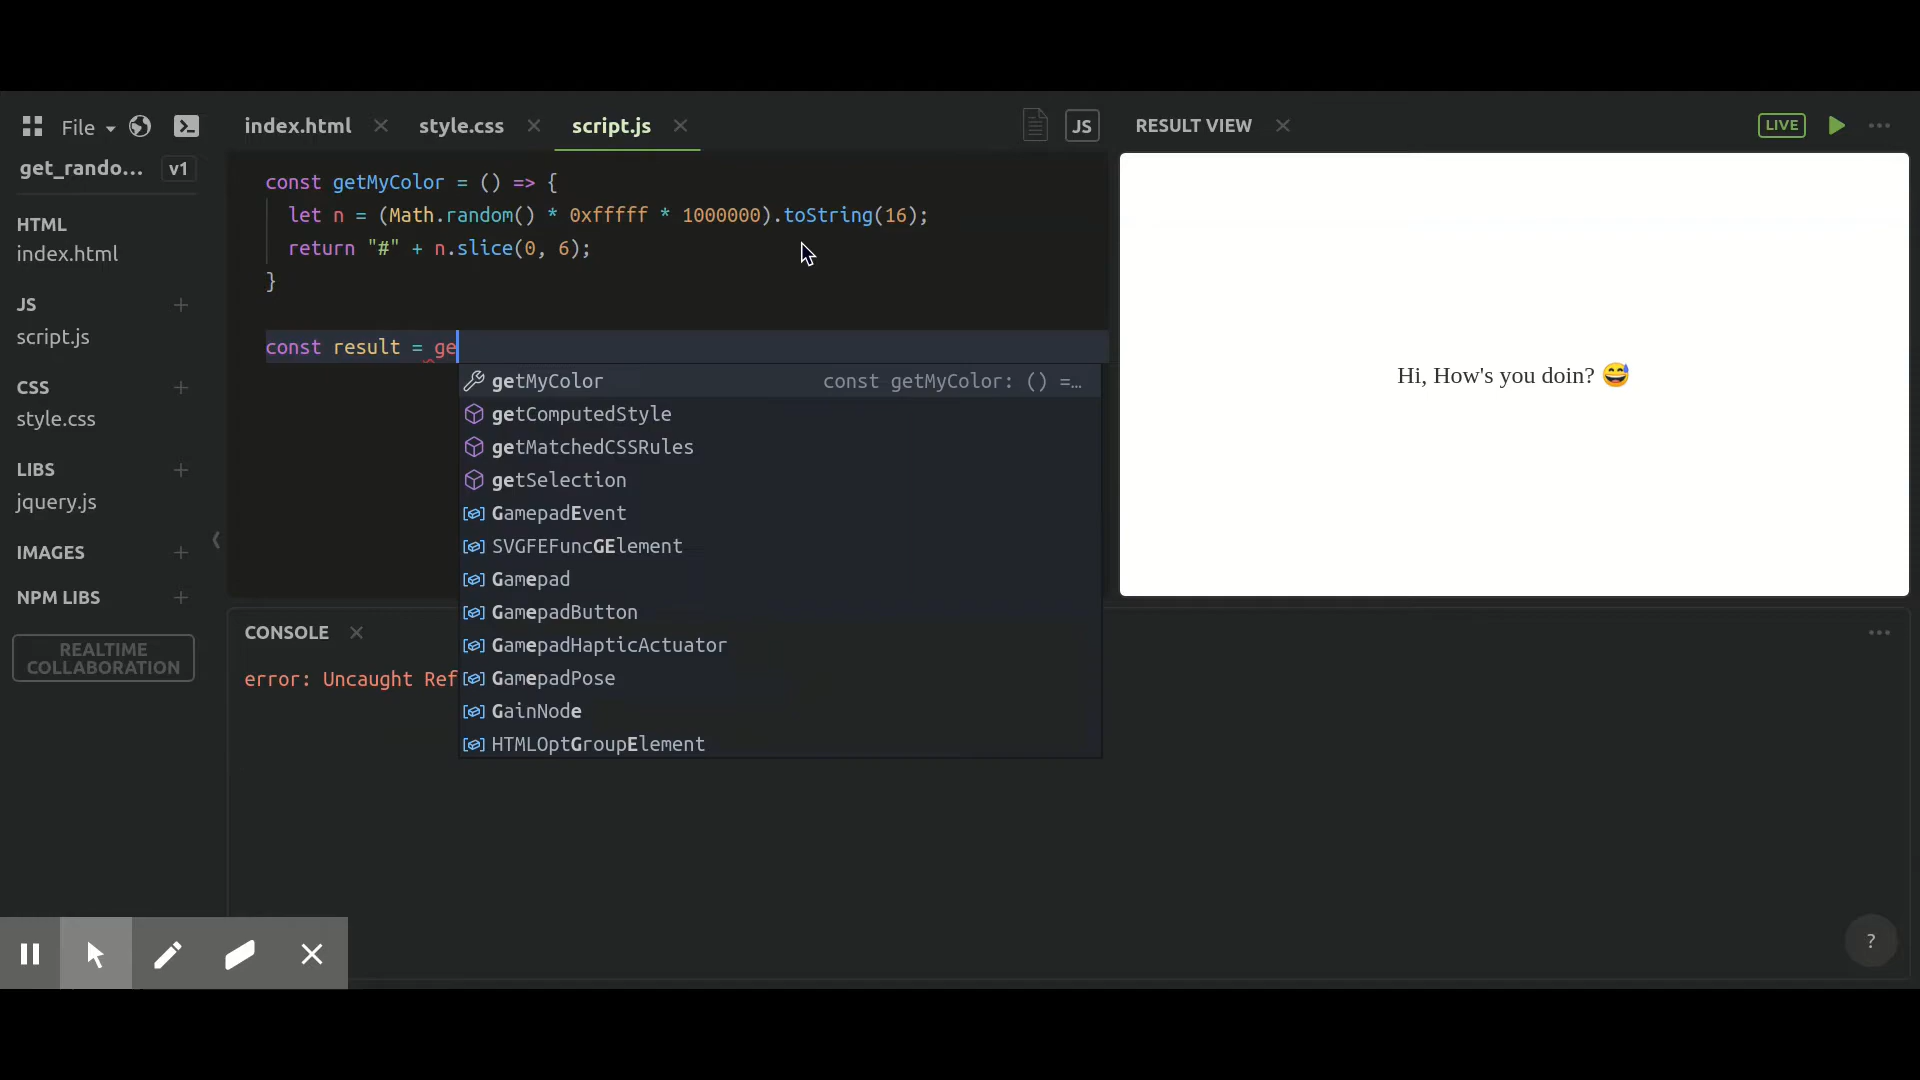 File
index.html
style.css
script.js
JS
RESULT VIEW
LIVE
get_rando...
v1
HTML
index.html
JS
script.js
CSS
style.css
LIBS
jquery.js
IMAGES
NPM LIBS
REALTIME
COLLABORATION
const getMyColor = () => {
let n = (Math.random() * 0xfffff * 1000000).toString(16);
return "#" + n.slice(0, 6);
}
const result = ge
getMyColor const getMyColor: () =…
getComputedStyle
getMatchedCSSRules
getSelection
GamepadEvent
SVGFEFuncGElement
Gamepad
GamepadButton
GamepadHapticActuator
GamepadPose
GainNode
HTMLOptGroupElement
Hi, How's you doin? 😅
CONSOLE
error: Uncaught Ref
?